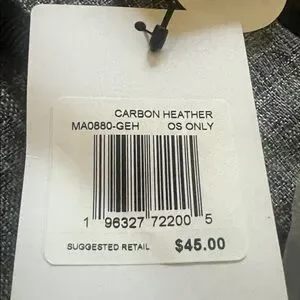 CARBON HEATHER
MA0880-GEH OS ONLY
1 96327 72200 5
SUGGESTED RETAIL $45.00